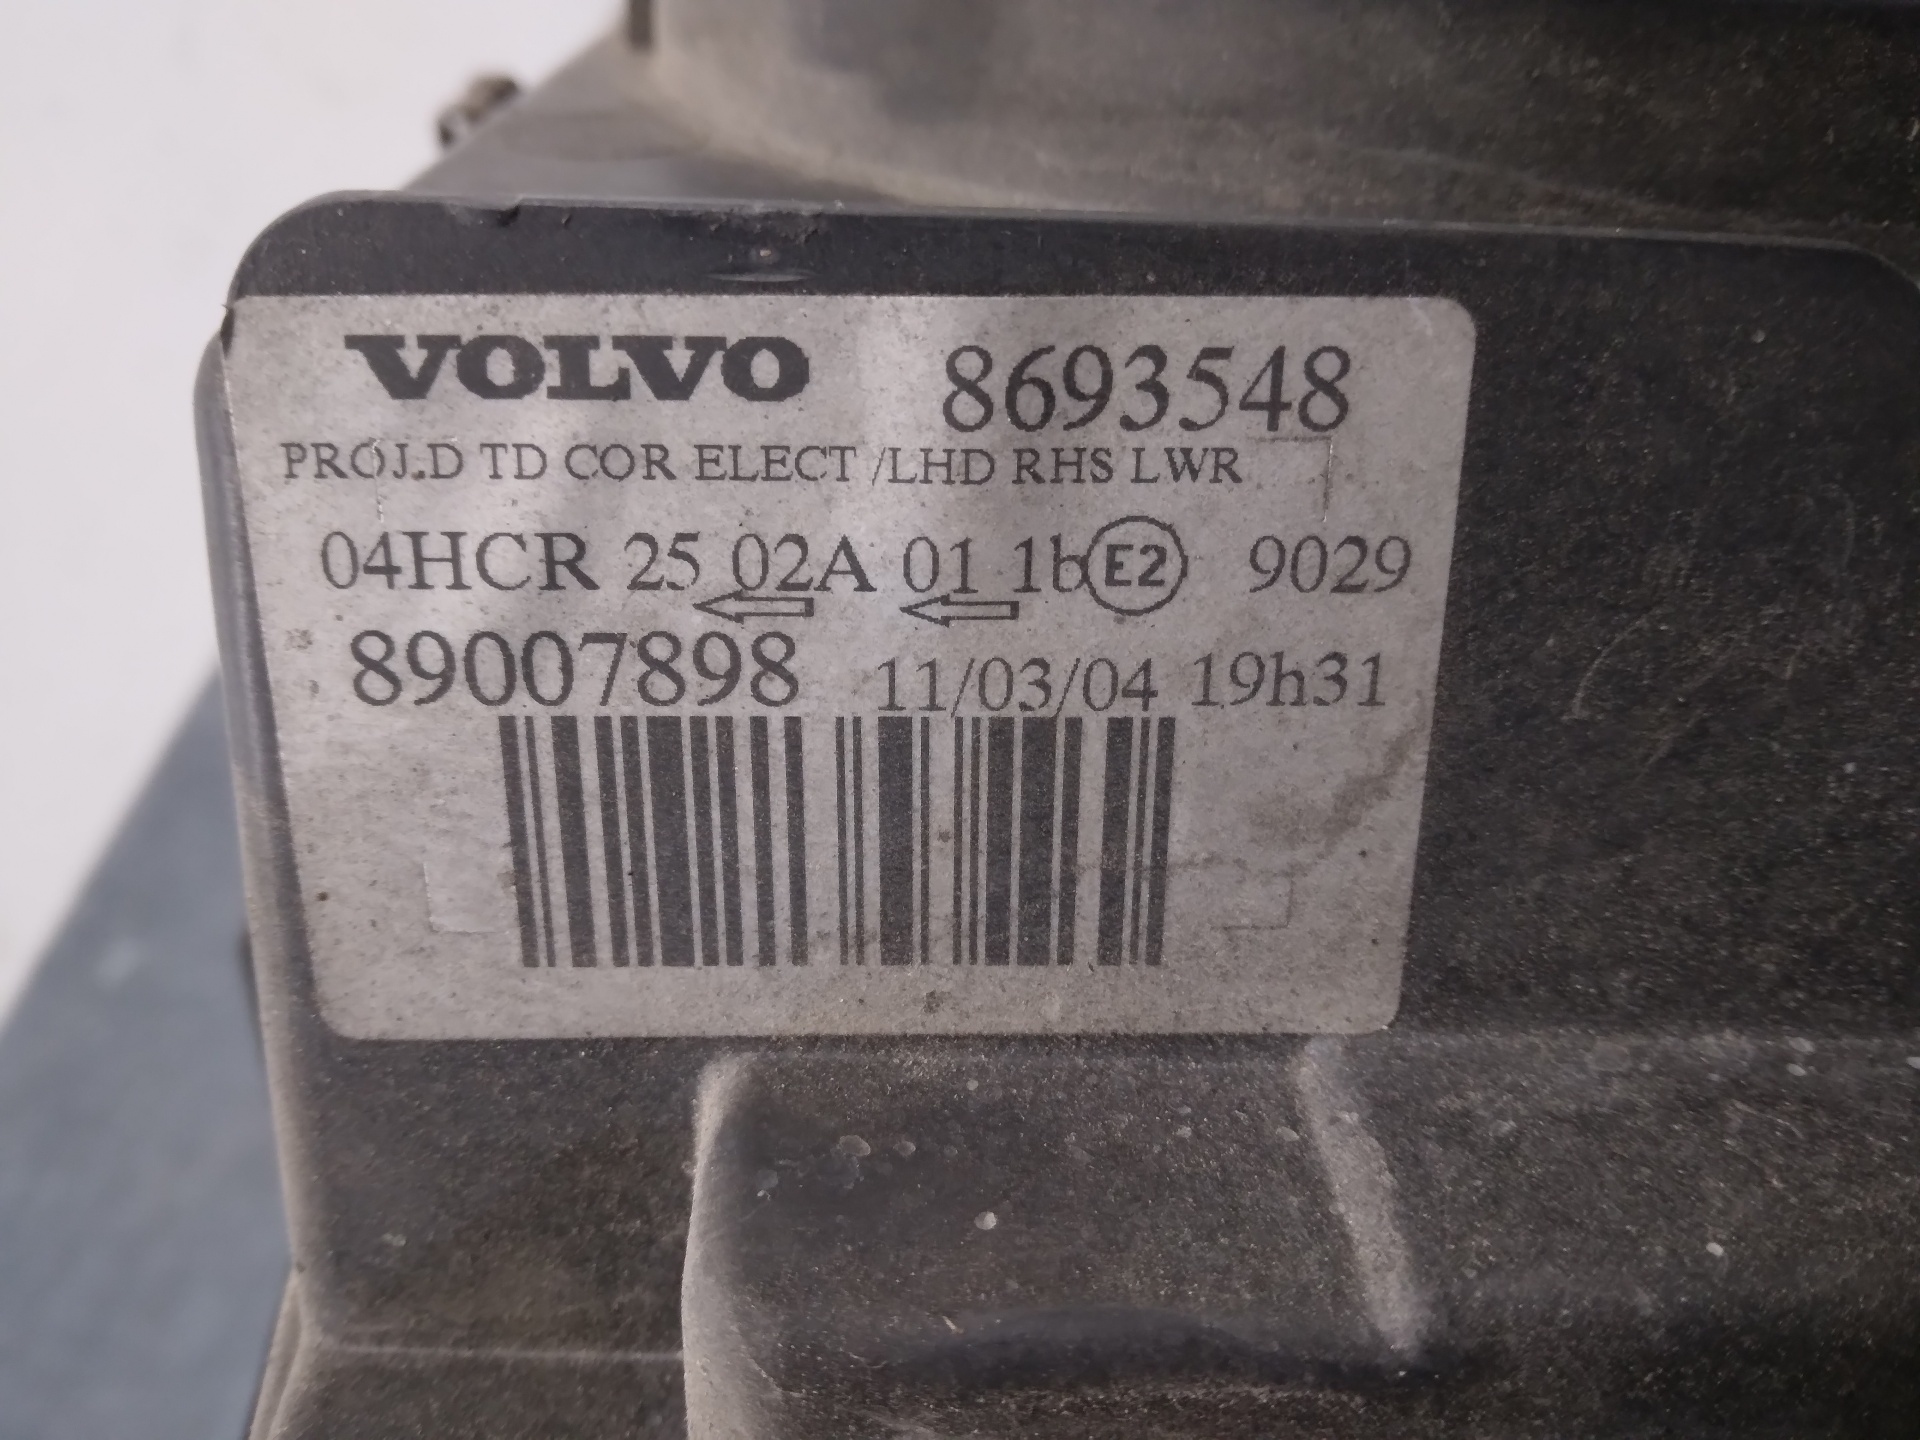 VOLVO 8693548
PROJ.D TD COR ELECT /LHD RHS LWR
04HCR 25 02A 01 1b E2 9029
89007898 11/03/04 19h31